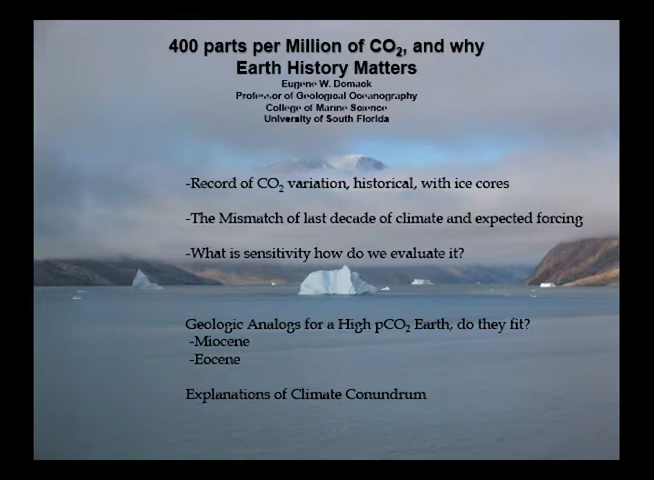 400 parts per Million of CO₂, and why
Earth History Matters
Eugene W. Domack
Professor of Geological Oceanography
College of Marine Science
University of South Florida
-Record of CO₂ variation, historical, with ice cores
-The Mismatch of last decade of climate and expected forcing
-What is sensitivity how do we evaluate it?
Geologic Analogs for a High pCO₂ Earth, do they fit?
-Miocene
-Eocene
Explanations of Climate Conundrum